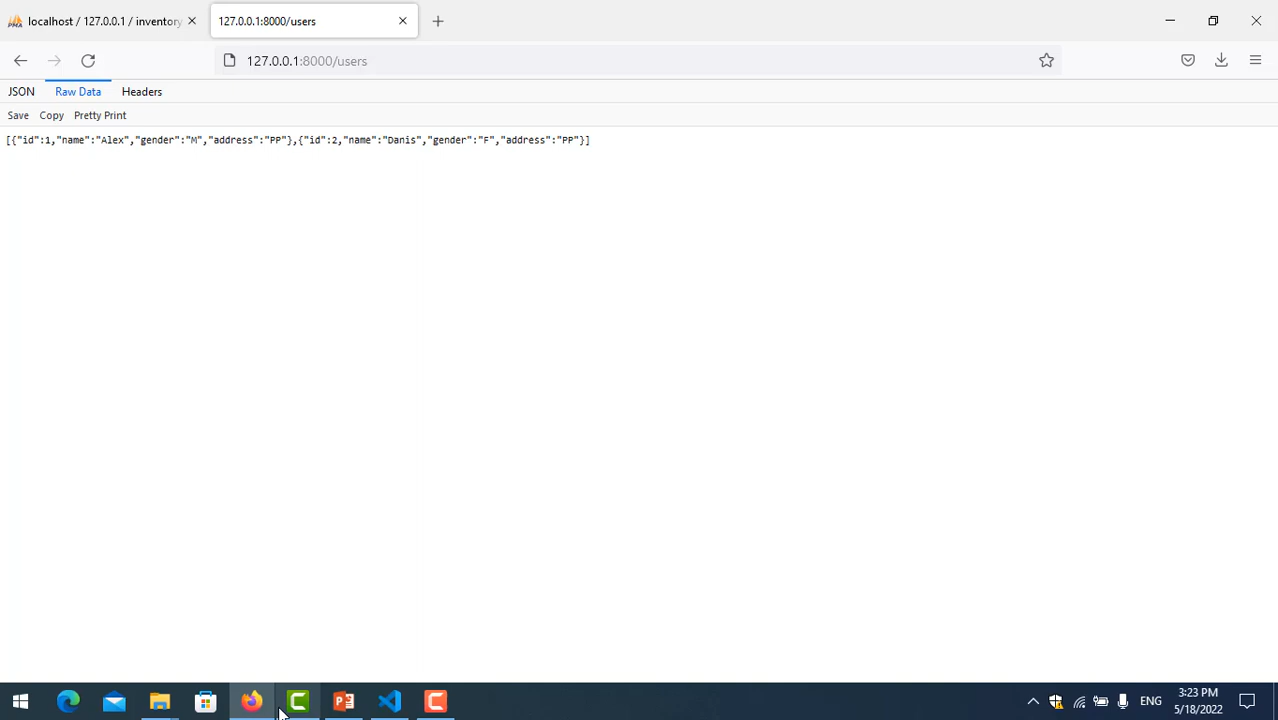 localhost / 127.0.0.1 / inventory
127.0.0.1:8000/users
127.0.0.1:8000/users
JSON Raw Data Headers
Save Copy Pretty Print
[{"id":1,"name":"Alex","gender":"M","address":"PP"},{"id":2,"name":"Danis","gender":"F","address":"PP"}]
ENG
3:23 PM
5/18/2022